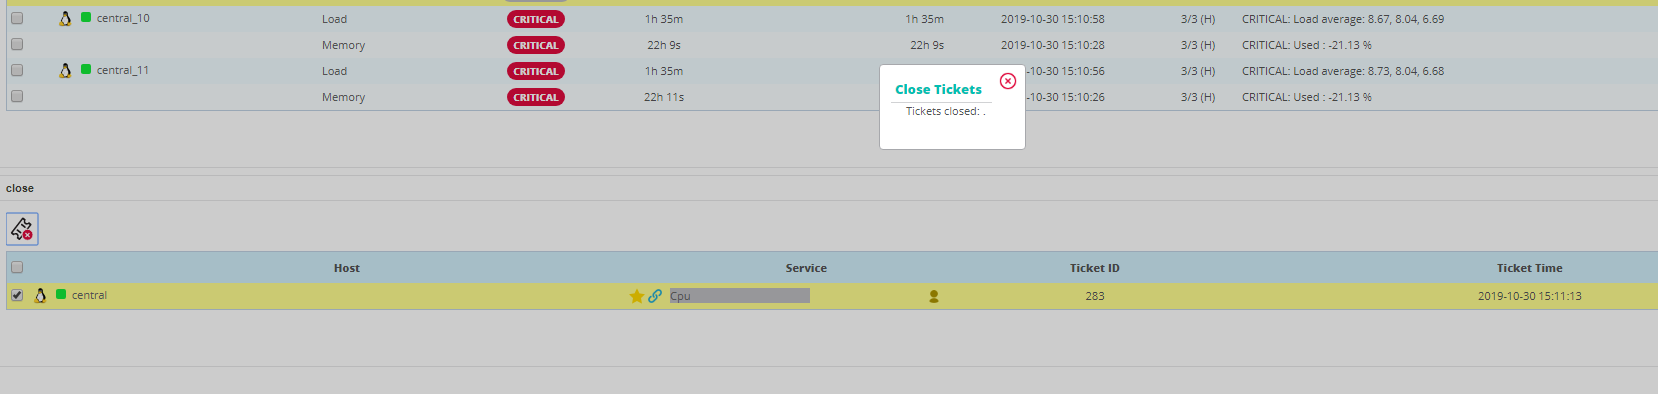 central_10 Load CRITICAL 1h 35m 1h 35m 2019-10-30 15:10:58 3/3 (H) CRITICAL: Load average: 8.67, 8.04, 6.69
Memory CRITICAL 22h 9s 22h 9s 2019-10-30 15:10:28 3/3 (H) CRITICAL: Used : -21.13 %
central_11 Load CRITICAL 1h 35m -10-30 15:10:56 3/3 (H) CRITICAL: Load average: 8.73, 8.04, 6.68
Memory CRITICAL 22h 11s -10-30 15:10:26 3/3 (H) CRITICAL: Used : -21.13 %
Close Tickets
Tickets closed: .
close
Host Service Ticket ID Ticket Time
central Cpu 283 2019-10-30 15:11:13